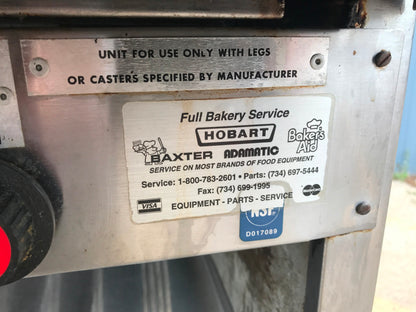 UNIT FOR USE ONLY WITH LEGS
OR CASTERS SPECIFIED BY MANUFACTURER
Full Bakery Service
HOBART
Baker's
Aid
BAXTER ADAMATIC
SERVICE ON MOST BRANDS OF FOOD EQUIPMENT
Service: 1-800-783-2601 • Parts: (734) 697-5444
Fax: (734) 699-1995
VISA
EQUIPMENT - PARTS - SERVICE
NSF
D017089